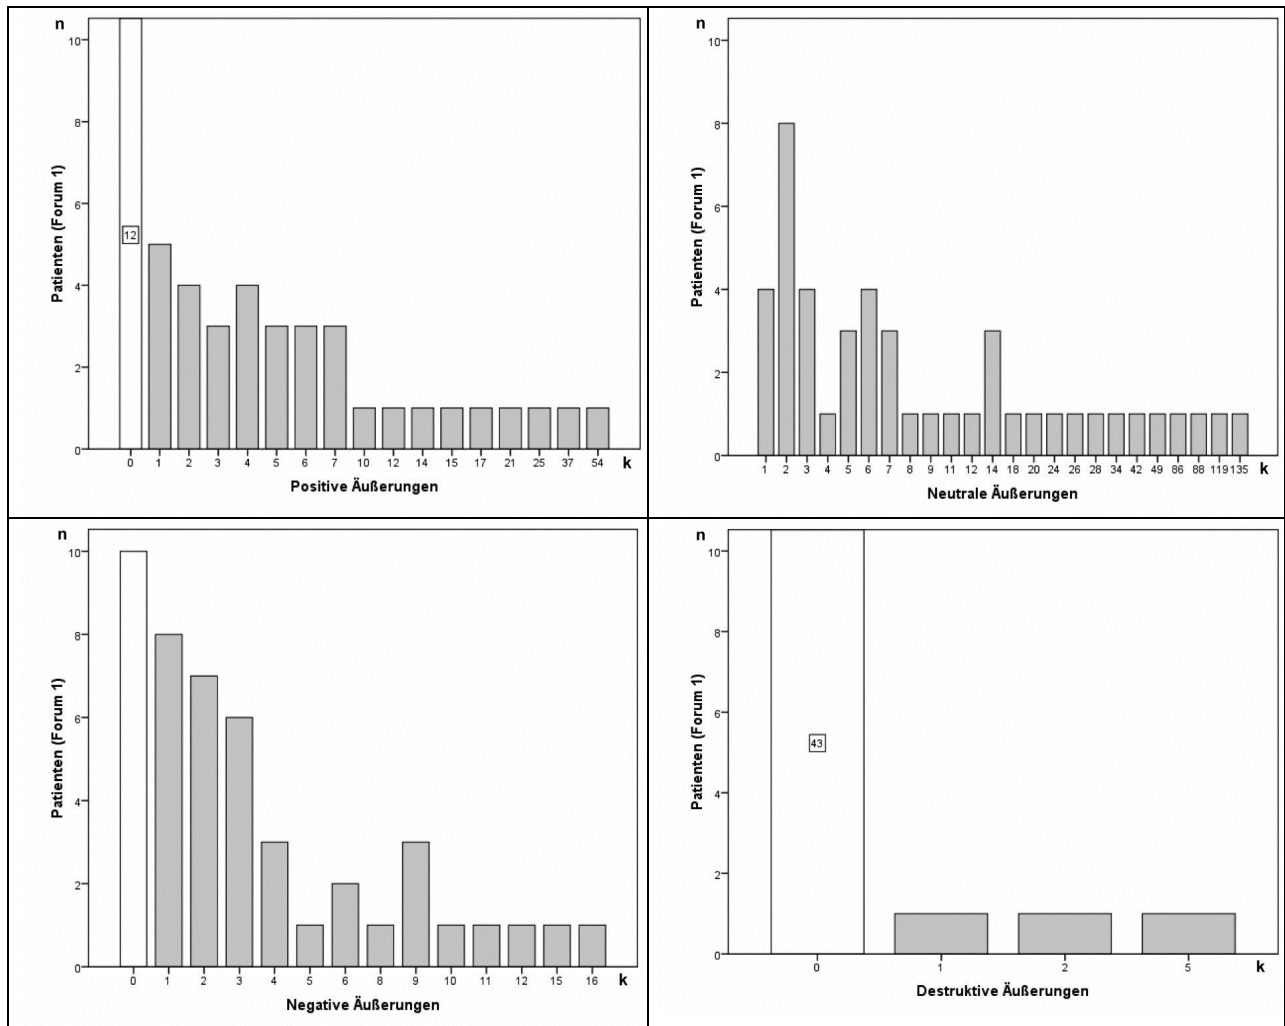 n
10
8
6
4
2
0
Patienten (Forum 1)
12
0 1 2 3 4 5 6 7 10 12 14 15 17 21 25 37 54 k
Positive Äußerungen
n
10
8
6
4
2
0
Patienten (Forum 1)
1 2 3 4 5 6 7 8 9 11 12 14 18 20 24 26 28 34 42 49 86 88 119 135 k
Neutrale Äußerungen
n
10
8
6
4
2
0
Patienten (Forum 1)
0 1 2 3 4 5 6 8 9 10 11 12 15 16 k
Negative Äußerungen
n
10
8
6
4
2
0
Patienten (Forum 1)
43
0 1 2 5 k
Destruktive Äußerungen